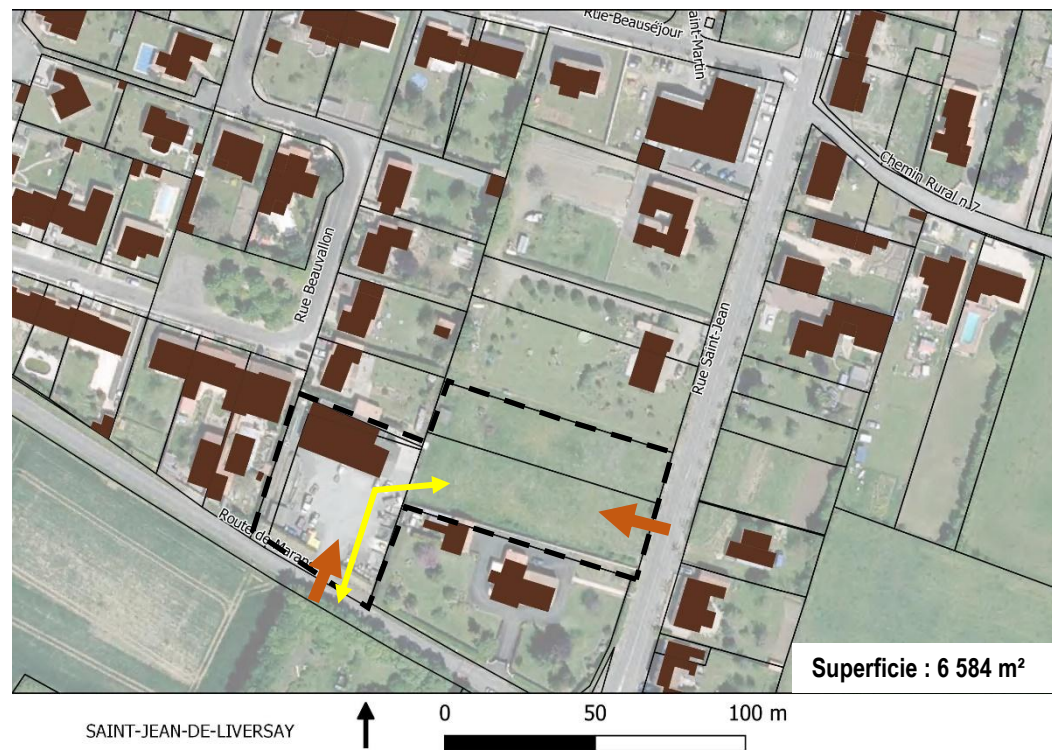 Rue Beauséjour
aint-Martin
Chemin Rural n 7
Rue Beauvallon
Rue Saint-Jean
Route de Marans
Superficie : 6 584 m²
SAINT-JEAN-DE-LIVERSAY
0 50 100 m